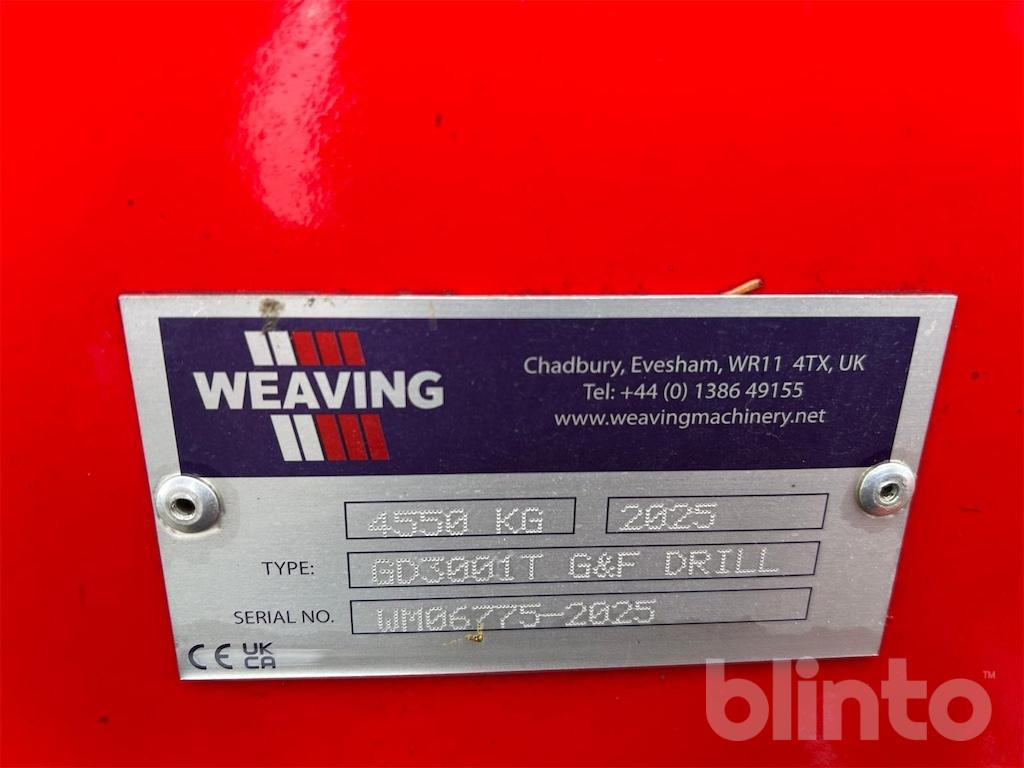 WEAVING
Chadbury, Evesham, WR11 4TX, UK
Tel: +44 (0) 1386 49155
www.weavingmachinery.net
4550 KG 2025
TYPE: GD3001T G&F DRILL
SERIAL NO. WM06775-2025
CE UK
CA
blinto™